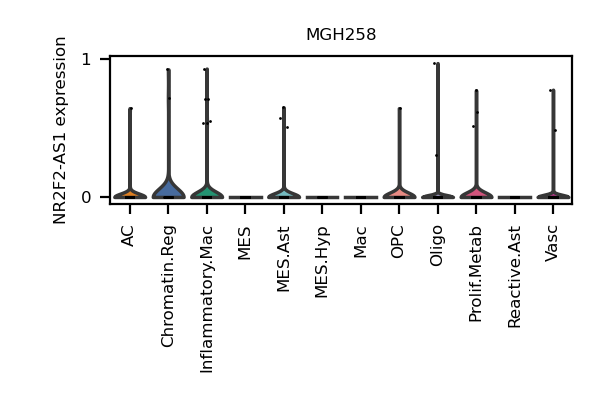 MGH258
NR2F2-AS1 expression
1
0
AC
Chromatin.Reg
Inflammatory.Mac
MES
MES.Ast
MES.Hyp
Mac
OPC
Oligo
Prolif.Metab
Reactive.Ast
Vasc